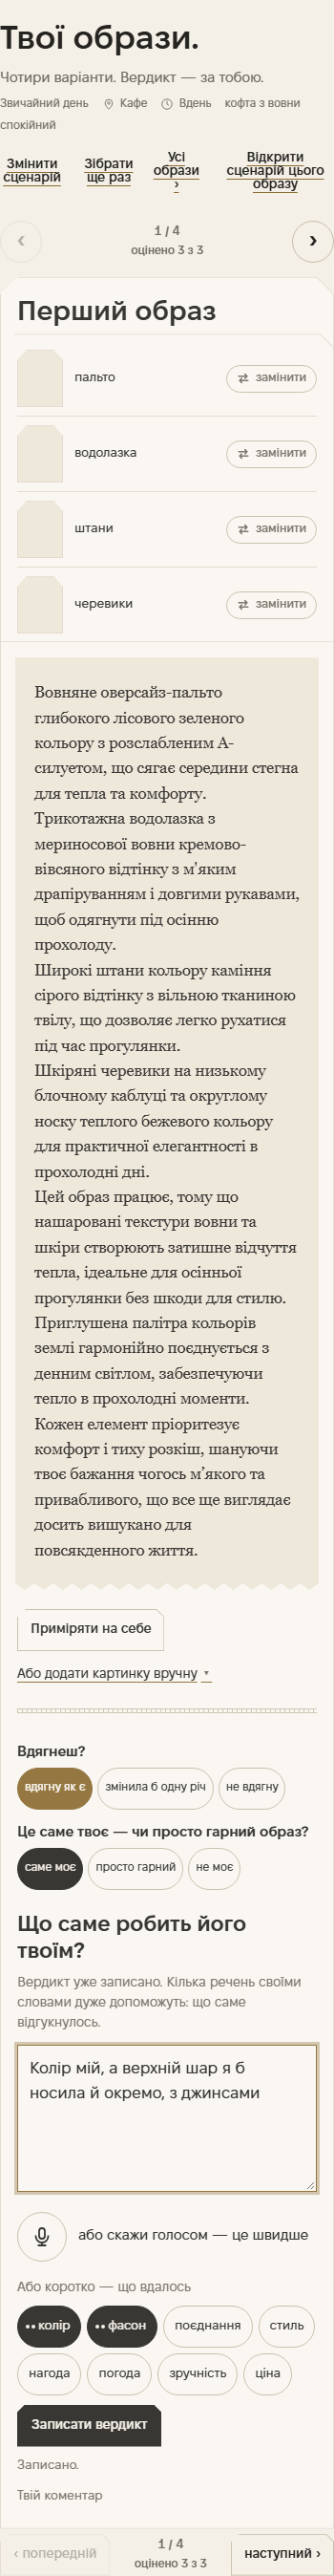 Твої образи.
Чотири варіанти. Вердикт — за тобою.
Звичайний день Кафе Вдень кофта з вовни
спокійний
Змінити
сценарій
Зібрати
ще раз
Усі
образи
›
Відкрити
сценарій цього
образу
‹
1 / 4
оцінено 3 з 3
›
Перший образ
пальто
⇄ замінити
водолазка
⇄ замінити
штани
⇄ замінити
черевики
⇄ замінити
Вовняне оверсайз-пальто
глибокого лісового зеленого
кольору з розслабленим А-
силуетом, що сягає середини стегна
для тепла та комфорту.
Трикотажна водолазка з
мериносової вовни кремово-
вівсяного відтінку з м'яким
драпіруванням і довгими рукавами,
щоб одягнути під осінню
прохолоду.
Широкі штани кольору каміння
сірого відтінку з вільною тканиною
твілу, що дозволяє легко рухатися
під час прогулянки.
Шкіряні черевики на низькому
блочному каблуці та округлому
носку теплого бежевого кольору
для практичної елегантності в
прохолодні дні.
Цей образ працює, тому що
нашаровані текстури вовни та
шкіри створюють затишне відчуття
тепла, ідеальне для осінньої
прогулянки без шкоди для стилю.
Приглушена палітра кольорів
землі гармонійно поєднується з
денним світлом, забезпечуючи
тепло в прохолодні моменти.
Кожен елемент пріоритезує
комфорт і тиху розкіш, шануючи
твоє бажання чогось м’якого та
привабливого, що все ще виглядає
досить вишукано для
повсякденного життя.
Приміряти на себе
Або додати картинку вручну
Вдягнеш?
вдягну як є змінила б одну річ не вдягну
Це саме твоє — чи просто гарний образ?
саме моє просто гарний не моє
Що саме робить його
твоїм?
Вердикт уже записано. Кілька речень своїми
словами дуже допоможуть: що саме
відгукнулось.
Колір мій, а верхній шар я б
носила й окремо, з джинсами
або скажи голосом — це швидше
Або коротко — що вдалось
колір фасон поєднання стиль
нагода погода зручність ціна
Записати вердикт
Записано.
Твій коментар
‹ попередній
1 / 4
оцінено 3 з 3
наступний ›